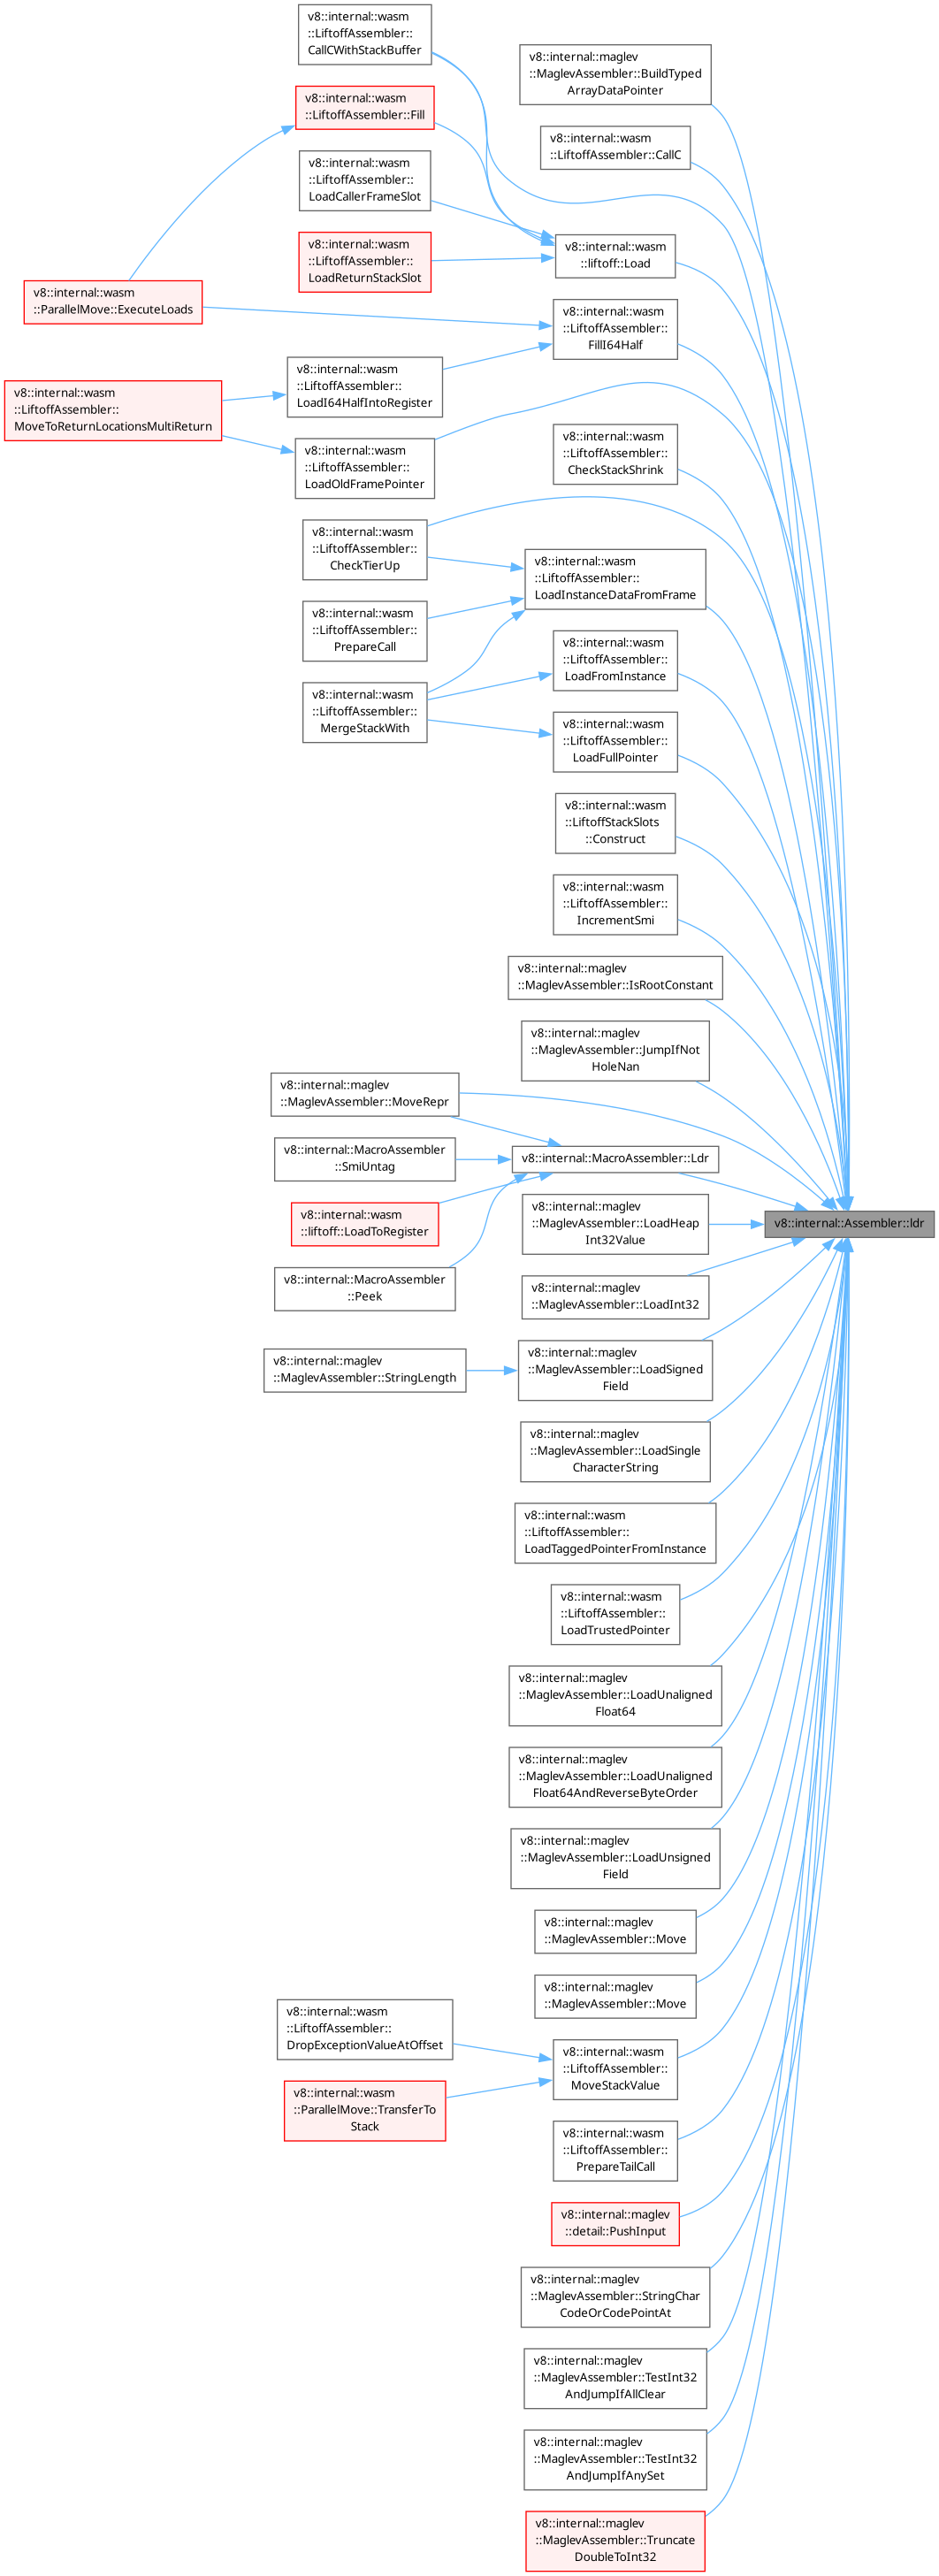 v8::internal::wasm
::LiftoffAssembler::
CallCWithStackBuffer
v8::internal::maglev
::MaglevAssembler::BuildTyped
ArrayDataPointer
v8::internal::wasm
::LiftoffAssembler::Fill
v8::internal::wasm
::LiftoffAssembler::CallC
v8::internal::wasm
::LiftoffAssembler::
LoadCallerFrameSlot
v8::internal::wasm
::LiftoffAssembler::
LoadReturnStackSlot
v8::internal::wasm
::liftoff::Load
v8::internal::wasm
::ParallelMove::ExecuteLoads
v8::internal::wasm
::LiftoffAssembler::
FillI64Half
v8::internal::wasm
::LiftoffAssembler::
LoadI64HalfIntoRegister
v8::internal::wasm
::LiftoffAssembler::
MoveToReturnLocationsMultiReturn
v8::internal::wasm
::LiftoffAssembler::
LoadOldFramePointer
v8::internal::wasm
::LiftoffAssembler::
CheckStackShrink
v8::internal::wasm
::LiftoffAssembler::
CheckTierUp
v8::internal::wasm
::LiftoffAssembler::
LoadInstanceDataFromFrame
v8::internal::wasm
::LiftoffAssembler::
PrepareCall
v8::internal::wasm
::LiftoffAssembler::
LoadFromInstance
v8::internal::wasm
::LiftoffAssembler::
MergeStackWith
v8::internal::wasm
::LiftoffAssembler::
LoadFullPointer
v8::internal::wasm
::LiftoffStackSlots
::Construct
v8::internal::wasm
::LiftoffAssembler::
IncrementSmi
v8::internal::maglev
::MaglevAssembler::IsRootConstant
v8::internal::maglev
::MaglevAssembler::JumpIfNot
HoleNan
v8::internal::maglev
::MaglevAssembler::MoveRepr
v8::internal::MacroAssembler
::SmiUntag
v8::internal::MacroAssembler::Ldr
v8::internal::wasm
::liftoff::LoadToRegister
v8::internal::maglev
::MaglevAssembler::LoadHeap
Int32Value
v8::internal::Assembler::ldr
v8::internal::MacroAssembler
::Peek
v8::internal::maglev
::MaglevAssembler::LoadInt32
v8::internal::maglev
::MaglevAssembler::StringLength
v8::internal::maglev
::MaglevAssembler::LoadSigned
Field
v8::internal::maglev
::MaglevAssembler::LoadSingle
CharacterString
v8::internal::wasm
::LiftoffAssembler::
LoadTaggedPointerFromInstance
v8::internal::wasm
::LiftoffAssembler::
LoadTrustedPointer
v8::internal::maglev
::MaglevAssembler::LoadUnaligned
Float64
v8::internal::maglev
::MaglevAssembler::LoadUnaligned
Float64AndReverseByteOrder
v8::internal::maglev
::MaglevAssembler::LoadUnsigned
Field
v8::internal::maglev
::MaglevAssembler::Move
v8::internal::maglev
::MaglevAssembler::Move
v8::internal::wasm
::LiftoffAssembler::
DropExceptionValueAtOffset
v8::internal::wasm
::LiftoffAssembler::
MoveStackValue
v8::internal::wasm
::ParallelMove::TransferTo
Stack
v8::internal::wasm
::LiftoffAssembler::
PrepareTailCall
v8::internal::maglev
::detail::PushInput
v8::internal::maglev
::MaglevAssembler::StringChar
CodeOrCodePointAt
v8::internal::maglev
::MaglevAssembler::TestInt32
AndJumpIfAllClear
v8::internal::maglev
::MaglevAssembler::TestInt32
AndJumpIfAnySet
v8::internal::maglev
::MaglevAssembler::Truncate
DoubleToInt32